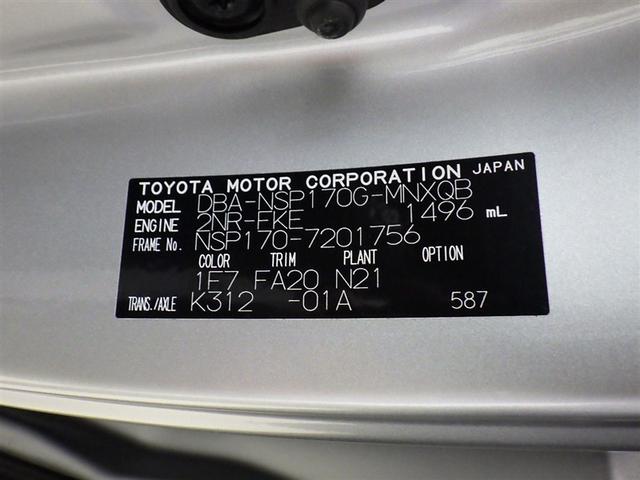 TOYOTA MOTOR CORPORATION JAPAN
MODEL DBA-NSP170G-MNXQB
ENGINE 2NR-FKE 1496 mL
FRAME No. NSP170-7201756
COLOR TRIM PLANT OPTION
1F7 FA20 N21
TRANS./AXLE K312 -01A 587